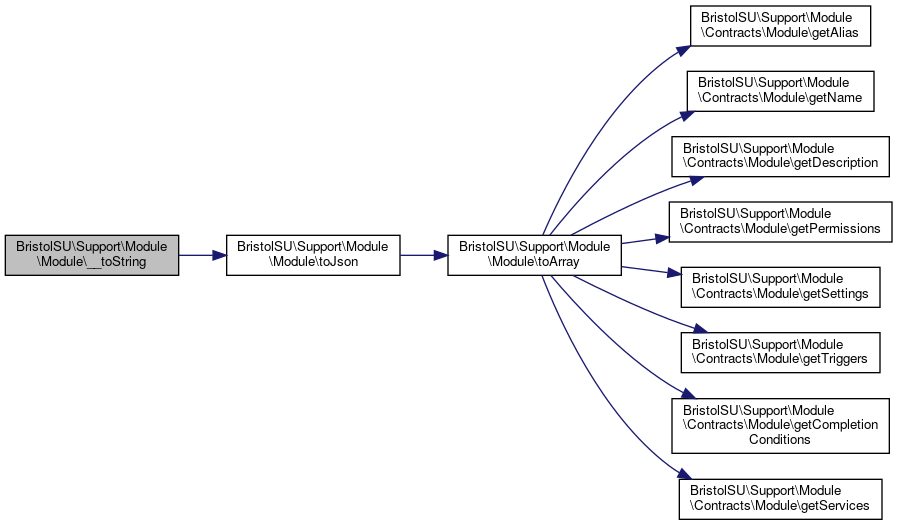 BristolSU\Support\Module
\Module\__toString
BristolSU\Support\Module
\Module\toJson
BristolSU\Support\Module
\Module\toArray
BristolSU\Support\Module
\Contracts\Module\getAlias
BristolSU\Support\Module
\Contracts\Module\getName
BristolSU\Support\Module
\Contracts\Module\getDescription
BristolSU\Support\Module
\Contracts\Module\getPermissions
BristolSU\Support\Module
\Contracts\Module\getSettings
BristolSU\Support\Module
\Contracts\Module\getTriggers
BristolSU\Support\Module
\Contracts\Module\getCompletion
Conditions
BristolSU\Support\Module
\Contracts\Module\getServices